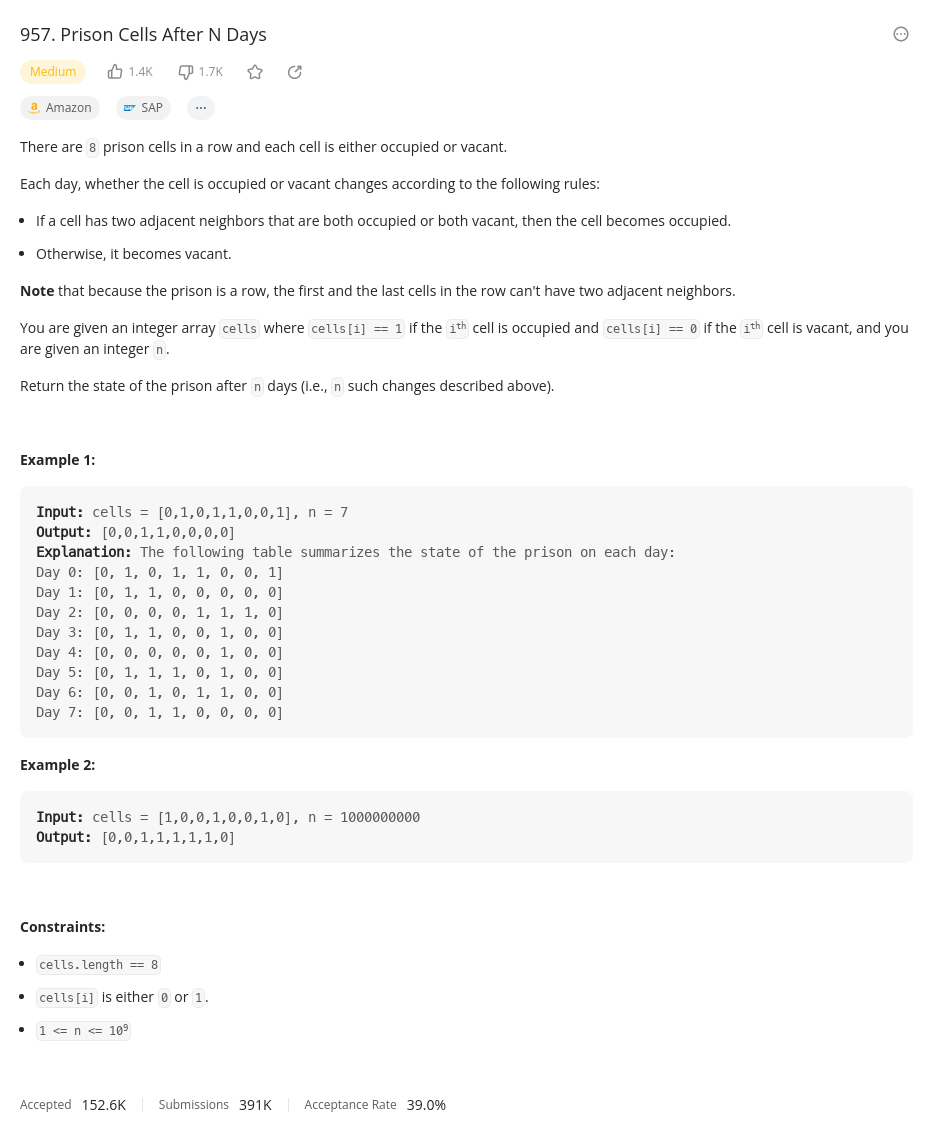 957. Prison Cells After N Days
Medium 1.4K 1.7K
Amazon SAP ...
There are 8 prison cells in a row and each cell is either occupied or vacant.
Each day, whether the cell is occupied or vacant changes according to the following rules:
• If a cell has two adjacent neighbors that are both occupied or both vacant, then the cell becomes occupied.
• Otherwise, it becomes vacant.
Note that because the prison is a row, the first and the last cells in the row can't have two adjacent neighbors.
You are given an integer array cells where cells[i] == 1 if the ith cell is occupied and cells[i] == 0 if the ith cell is vacant, and you
are given an integer n.
Return the state of the prison after n days (i.e., n such changes described above).
Example 1:
Input: cells = [0,1,0,1,1,0,0,1], n = 7
Output: [0,0,1,1,0,0,0,0]
Explanation: The following table summarizes the state of the prison on each day:
Day 0: [0, 1, 0, 1, 1, 0, 0, 1]
Day 1: [0, 1, 1, 0, 0, 0, 0, 0]
Day 2: [0, 0, 0, 0, 1, 1, 1, 0]
Day 3: [0, 1, 1, 0, 0, 1, 0, 0]
Day 4: [0, 0, 0, 0, 0, 1, 0, 0]
Day 5: [0, 1, 1, 1, 0, 1, 0, 0]
Day 6: [0, 0, 1, 0, 1, 1, 0, 0]
Day 7: [0, 0, 1, 1, 0, 0, 0, 0]
Example 2:
Input: cells = [1,0,0,1,0,0,1,0], n = 1000000000
Output: [0,0,1,1,1,1,1,0]
Constraints:
• cells.length == 8
• cells[i] is either 0 or 1.
• 1 <= n <= 10⁹
Accepted 152.6K Submissions 391K Acceptance Rate 39.0%